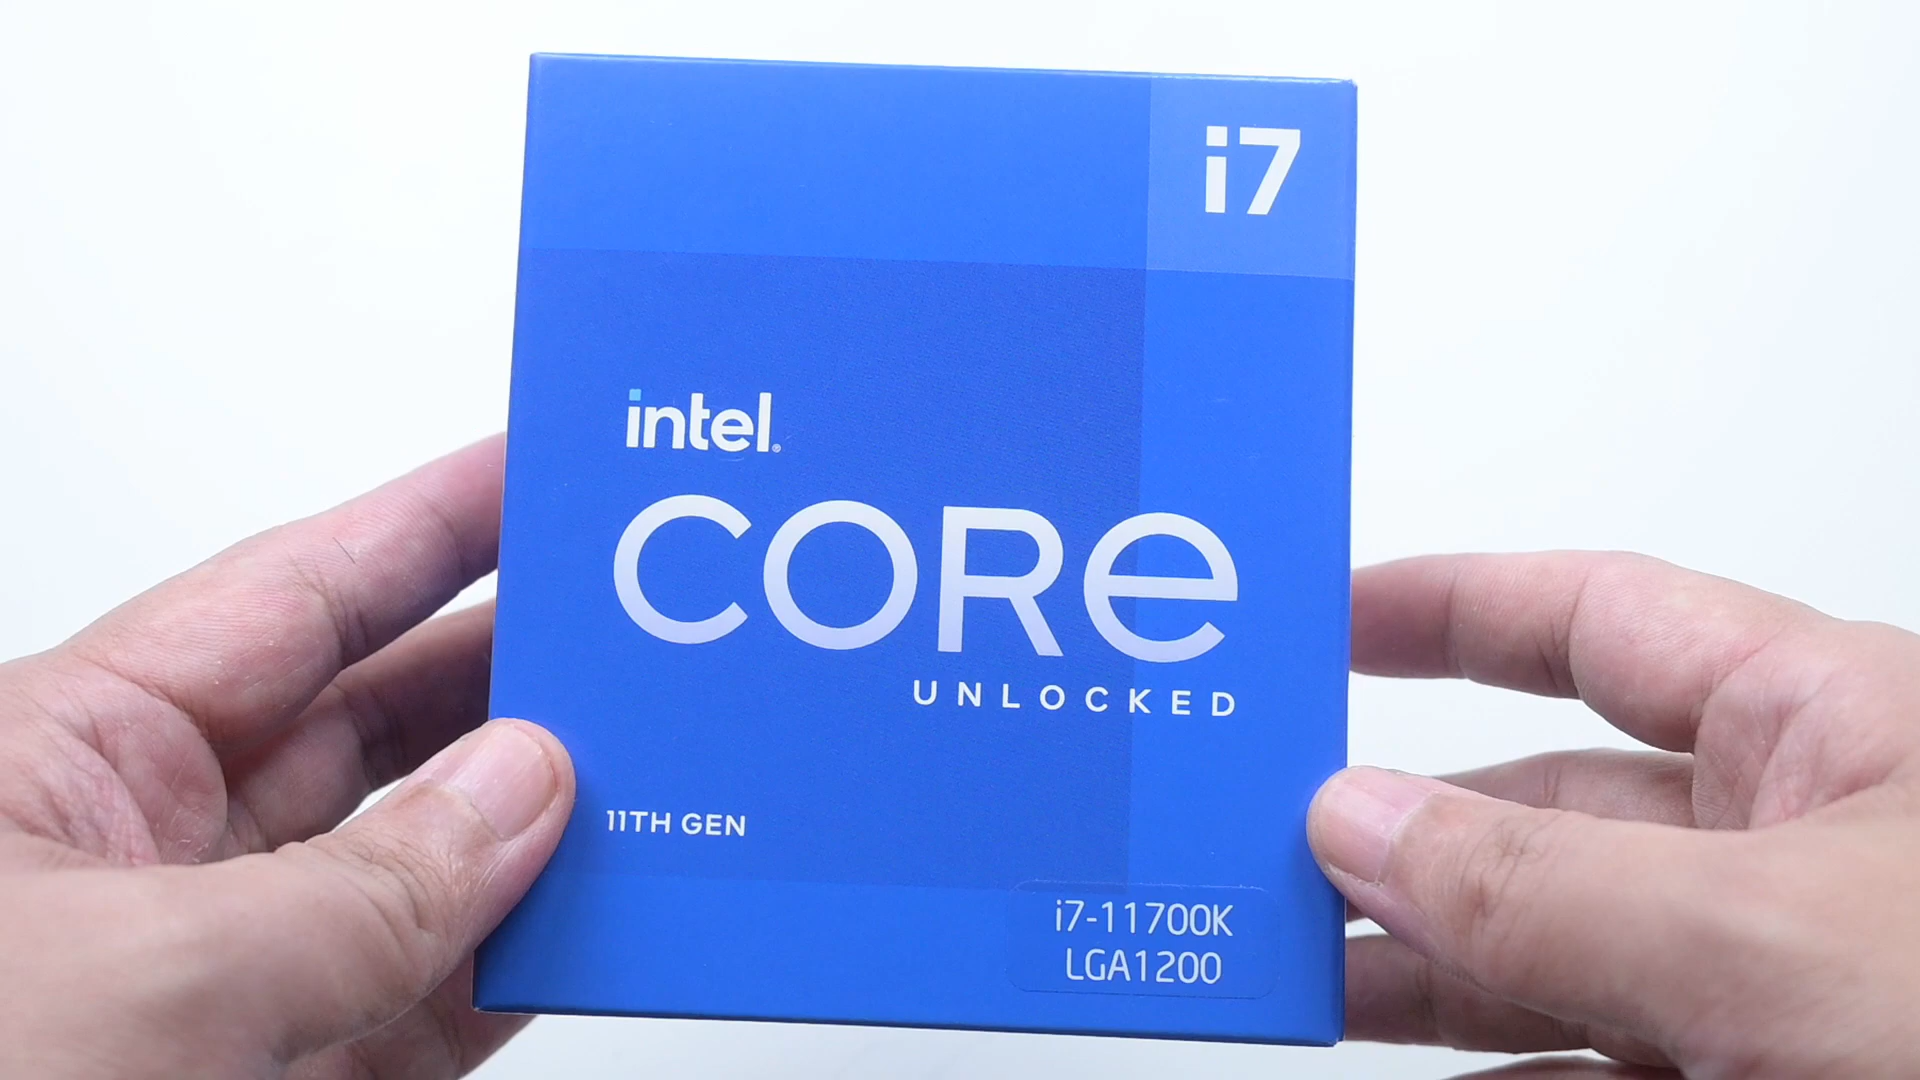 i7
intel®
CORE
UNLOCKED
11TH GEN
i7-11700K
LGA1200